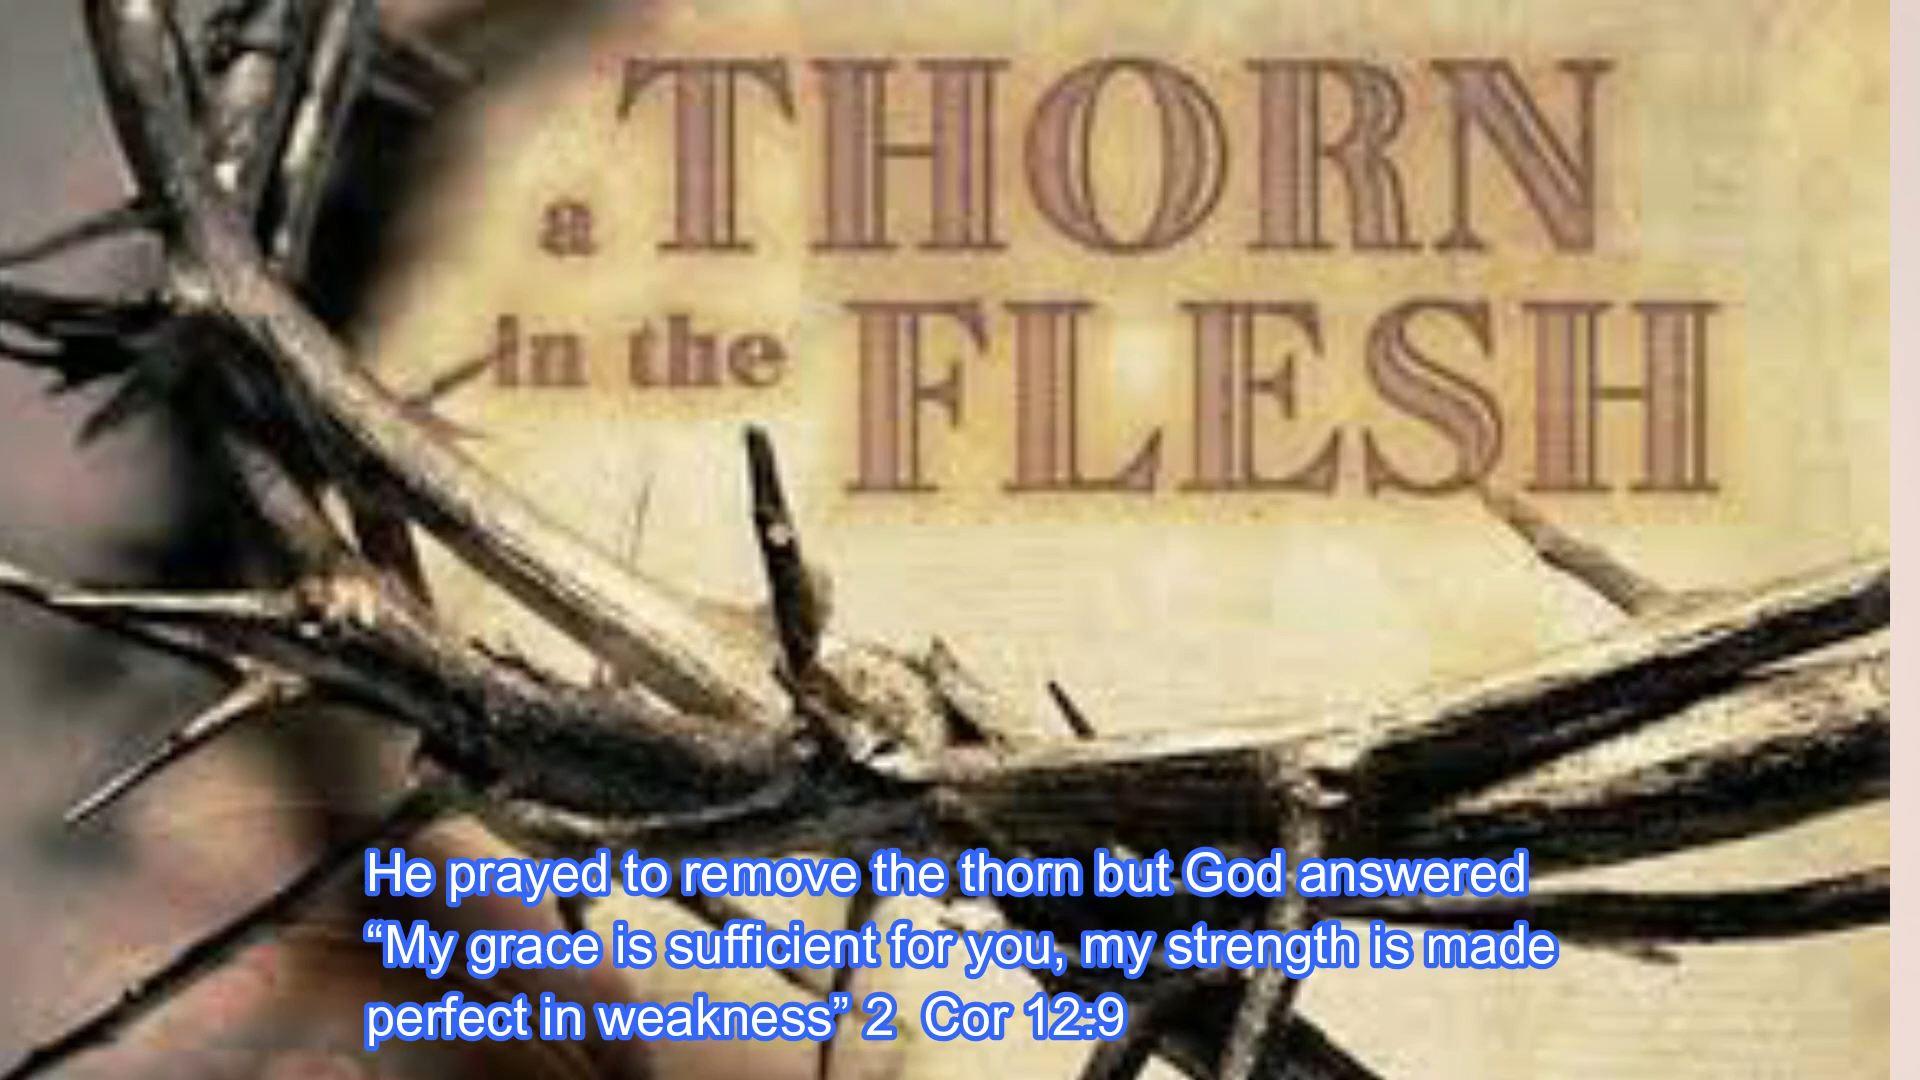 a THORN
in the FLESH
He prayed to remove the thorn but God answered
“My grace is sufficient for you, my strength is made
perfect in weakness” 2  Cor 12:9